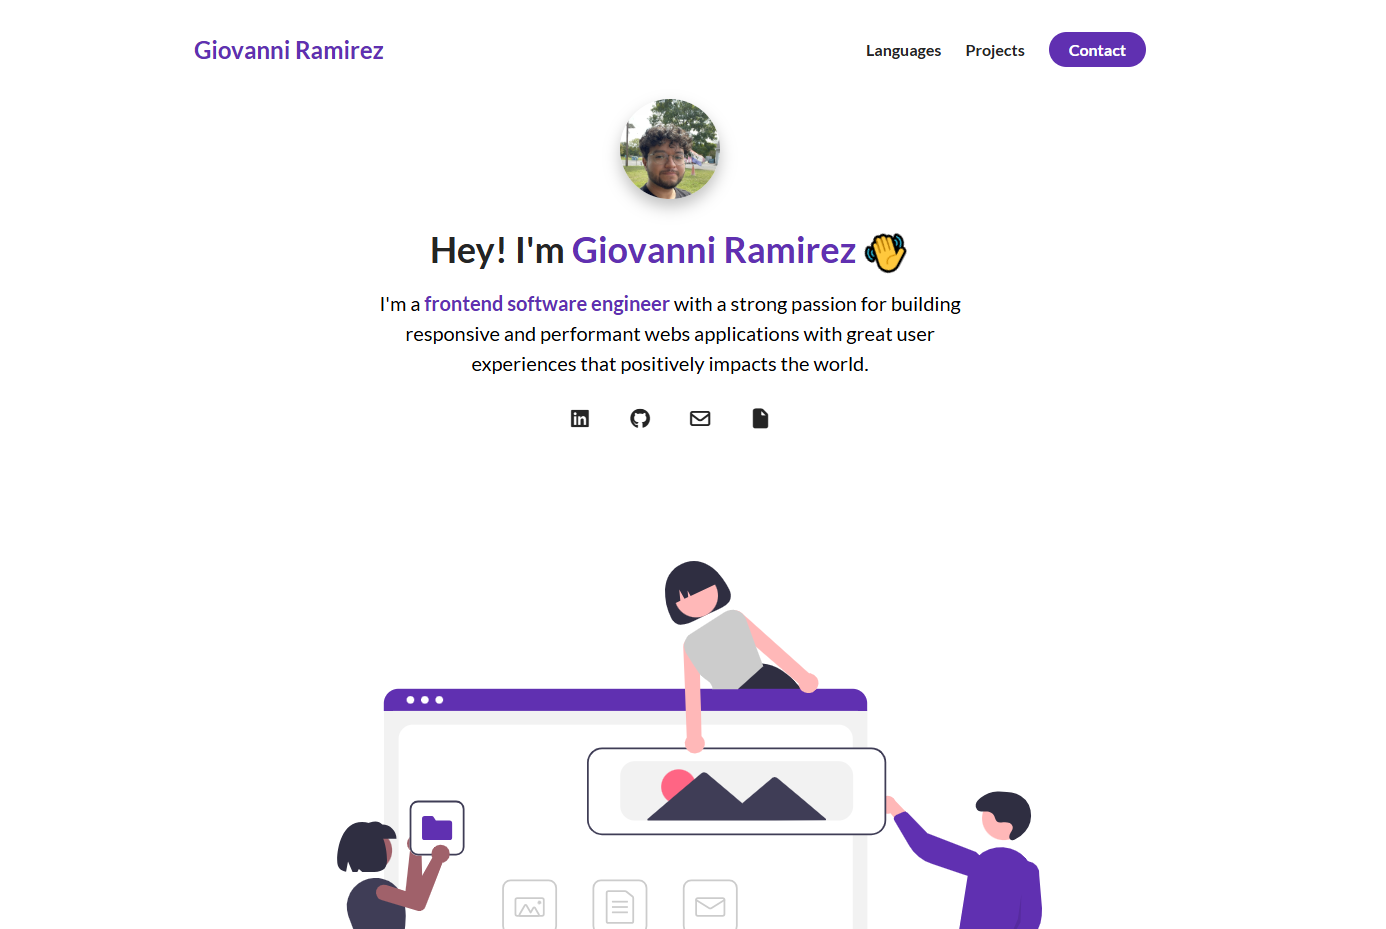 Giovanni Ramirez
Languages Projects Contact
Hey! I'm Giovanni Ramirez 👋
I'm a frontend software engineer with a strong passion for building
responsive and performant webs applications with great user
experiences that positively impacts the world.